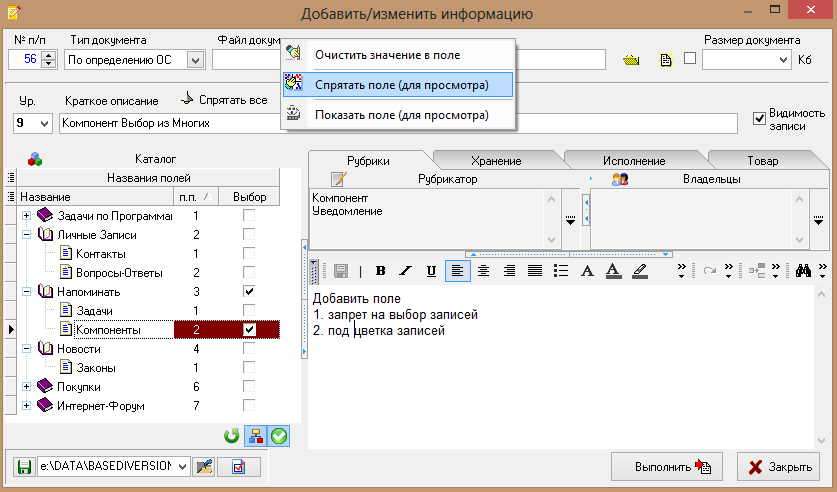 Добавить/изменить информацию
№ п/п
Тип документа
Файл докум
Размер документа
56
По определению ОС
Кб
Очистить значение в поле
Спрятать поле (для просмотра)
Показать поле (для просмотра)
Ур.
Краткое описание
Спрятать все
9
Компонент Выбор из Многих
Видимость
записи
Каталог
Названия полей
Название п.п. Выбор
Задачи по Программа 1
Личные Записи 2
Контакты 1
Вопросы-Ответы 2
Напоминать 3
Задачи 1
Компоненты 2
Новости 4
Законы 1
Покупки 6
Интернет-Форум 7
e:\DATA\BASEDIVERSION
Рубрики
Хранение
Исполнение
Товар
Рубрикатор
Владельцы
Компонент
Уведомление
B I U A A
Добавить поле
1. запрет на выбор записей
2. под цветка записей
Выполнить
Закрыть